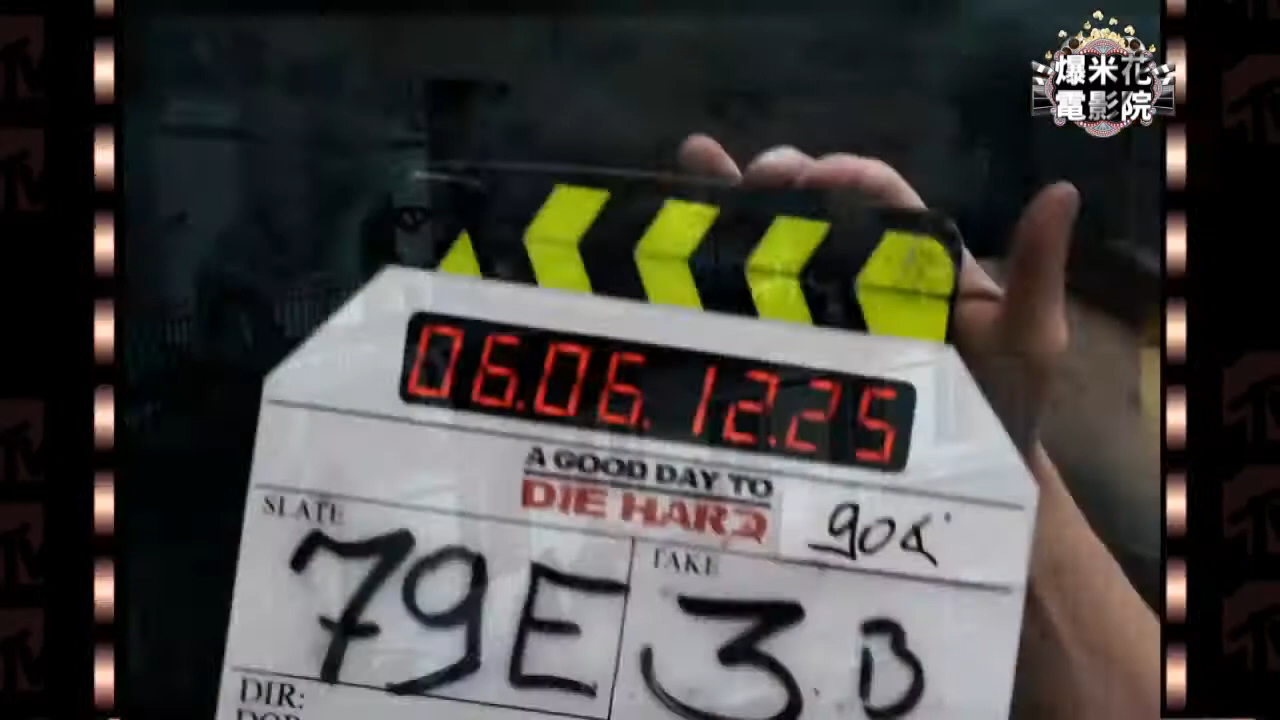 爆米花
電影院
06.06.12.25
A GOOD DAY TO
DIE HARD
SLATE
79E
TAKE
3 B
DIR: